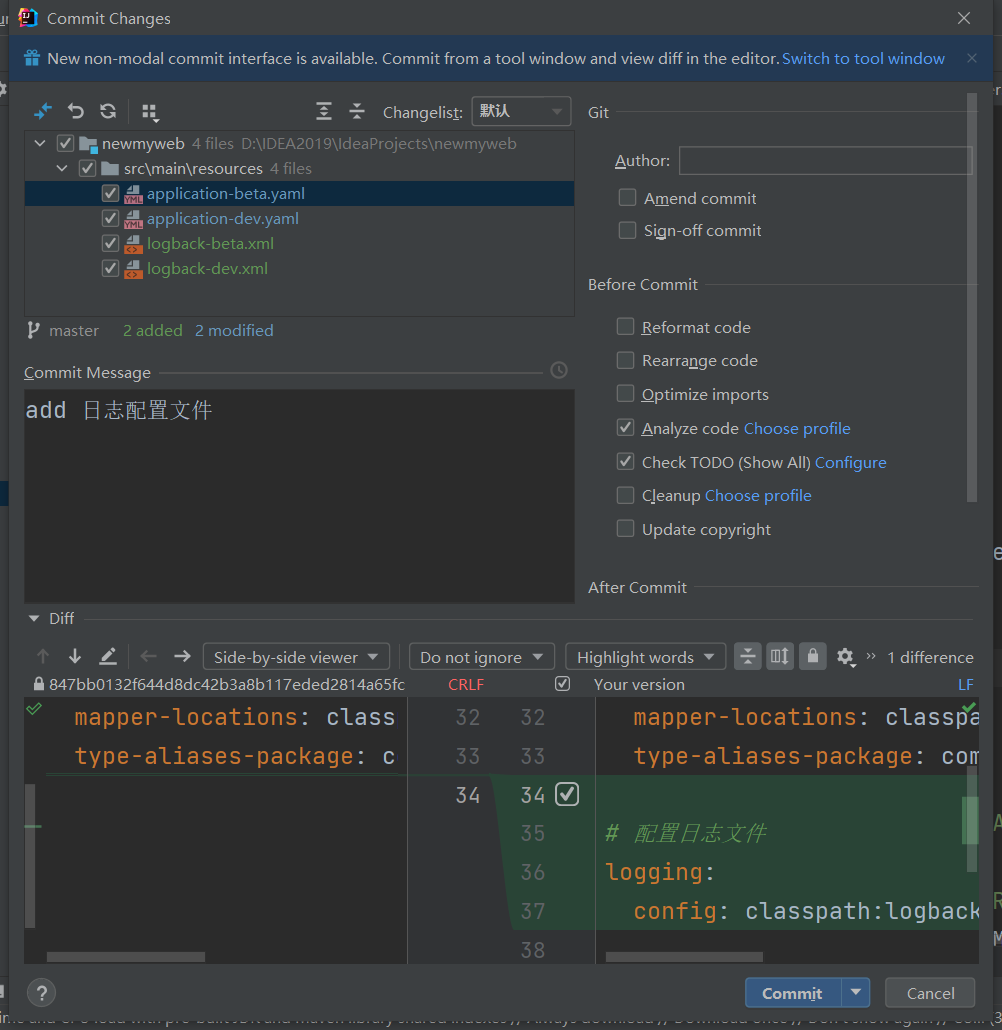 Commit Changes
New non-modal commit interface is available. Commit from a tool window and view diff in the editor. Switch to tool window
Changelist: 默认
newmyweb 4 files D:\IDEA2019\IdeaProjects\newmyweb
src\main\resources 4 files
application-beta.yaml
application-dev.yaml
logback-beta.xml
logback-dev.xml
master 2 added 2 modified
Commit Message
add 日志配置文件
Git
Author:
Amend commit
Sign-off commit
Before Commit
Reformat code
Rearrange code
Optimize imports
Analyze code Choose profile
Check TODO (Show All) Configure
Cleanup Choose profile
Update copyright
After Commit
Diff
Side-by-side viewer Do not ignore Highlight words 1 difference
847bb0132f644d8dc42b3a8b117eded2814a65fc CRLF Your version LF
mapper-locations: class 32 32 mapper-locations: classpa
type-aliases-package: c 33 33 type-aliases-package: com
34 34
35 # 配置日志文件
36 logging:
37 config: classpath:logback
38
? Commit Cancel